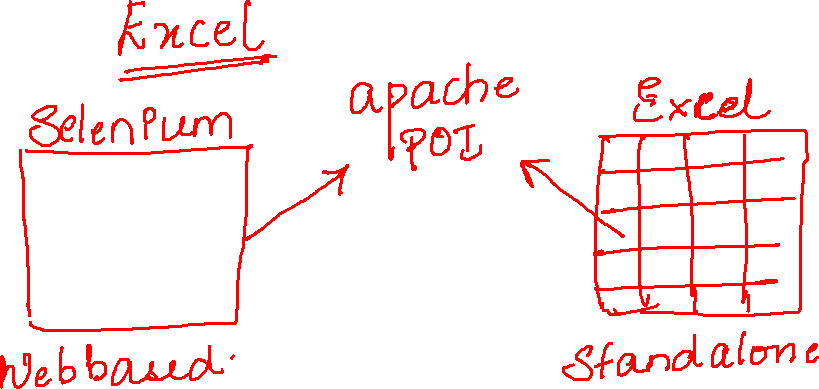 Excel
Selenium
apache
POI
Excel
Webbased.
Standalone